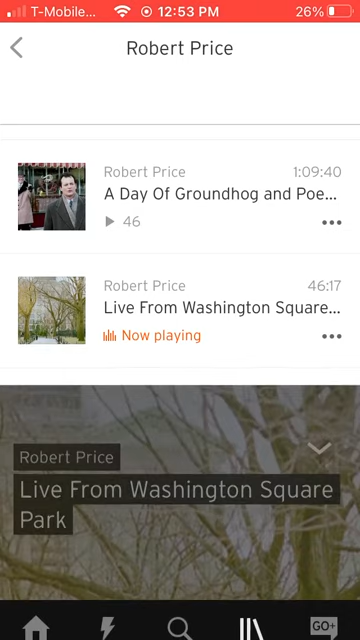 T-Mobile... 12:53 PM 26%
Robert Price
Robert Price 1:09:40
A Day Of Groundhog and Poe...
46
Robert Price 46:17
Live From Washington Square...
Now playing
Robert Price
Live From Washington Square
Park
GO+